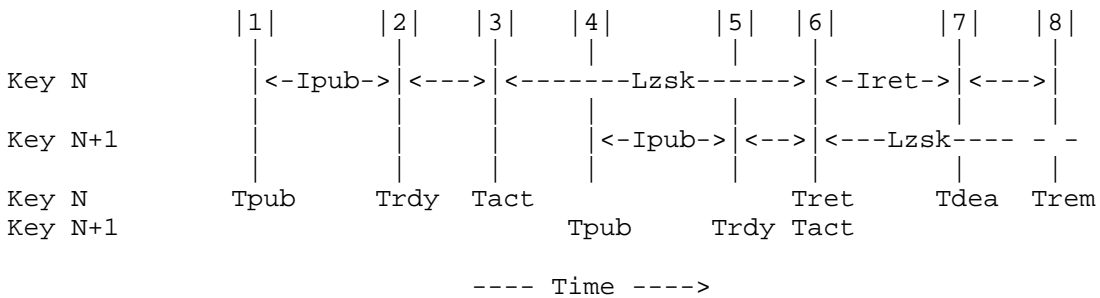 |1| |2| |3| |4| |5| |6| |7| |8|
| | | | | | | |
Key N |<-Ipub->|<--->|<-------Lzsk------>|<-Iret->|<--->|
| | | | | | | |
Key N+1 | | | |<-Ipub->|<-->|<---Lzsk---- - -
| | | | | | | |
Key N Tpub Trdy Tact Tret Tdea Trem
Key N+1 Tpub Trdy Tact
---- Time ---->